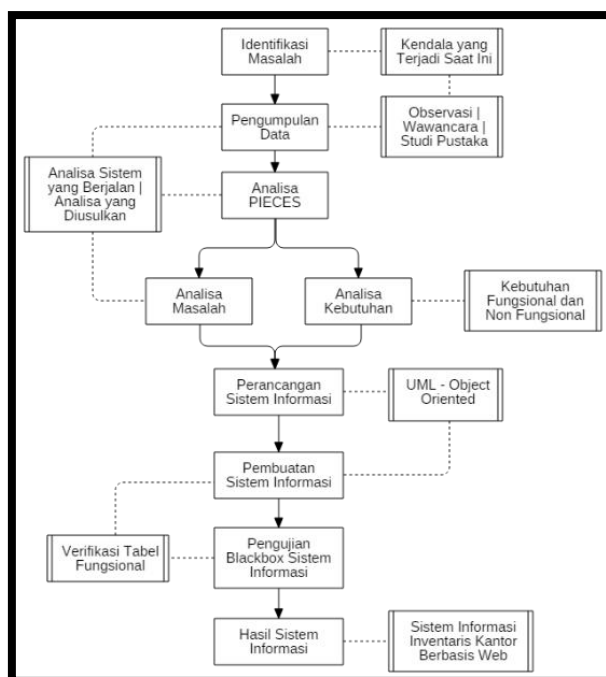 Identifikasi
Masalah
Kendala yang
Terjadi Saat Ini
Pengumpulan
Data
Observasi |
Wawancara |
Studi Pustaka
Analisa Sistem
yang Berjalan |
Analisa yang
Diusulkan
Analisa
PIECES
Analisa
Masalah
Analisa
Kebutuhan
Kebutuhan
Fungsional dan
Non Fungsional
Perancangan
Sistem Informasi
UML - Object
Oriented
Pembuatan
Sistem Informasi
Verifikasi Tabel
Fungsional
Pengujian
Blackbox Sistem
Informasi
Hasil Sistem
Informasi
Sistem Informasi
Inventaris Kantor
Berbasis Web